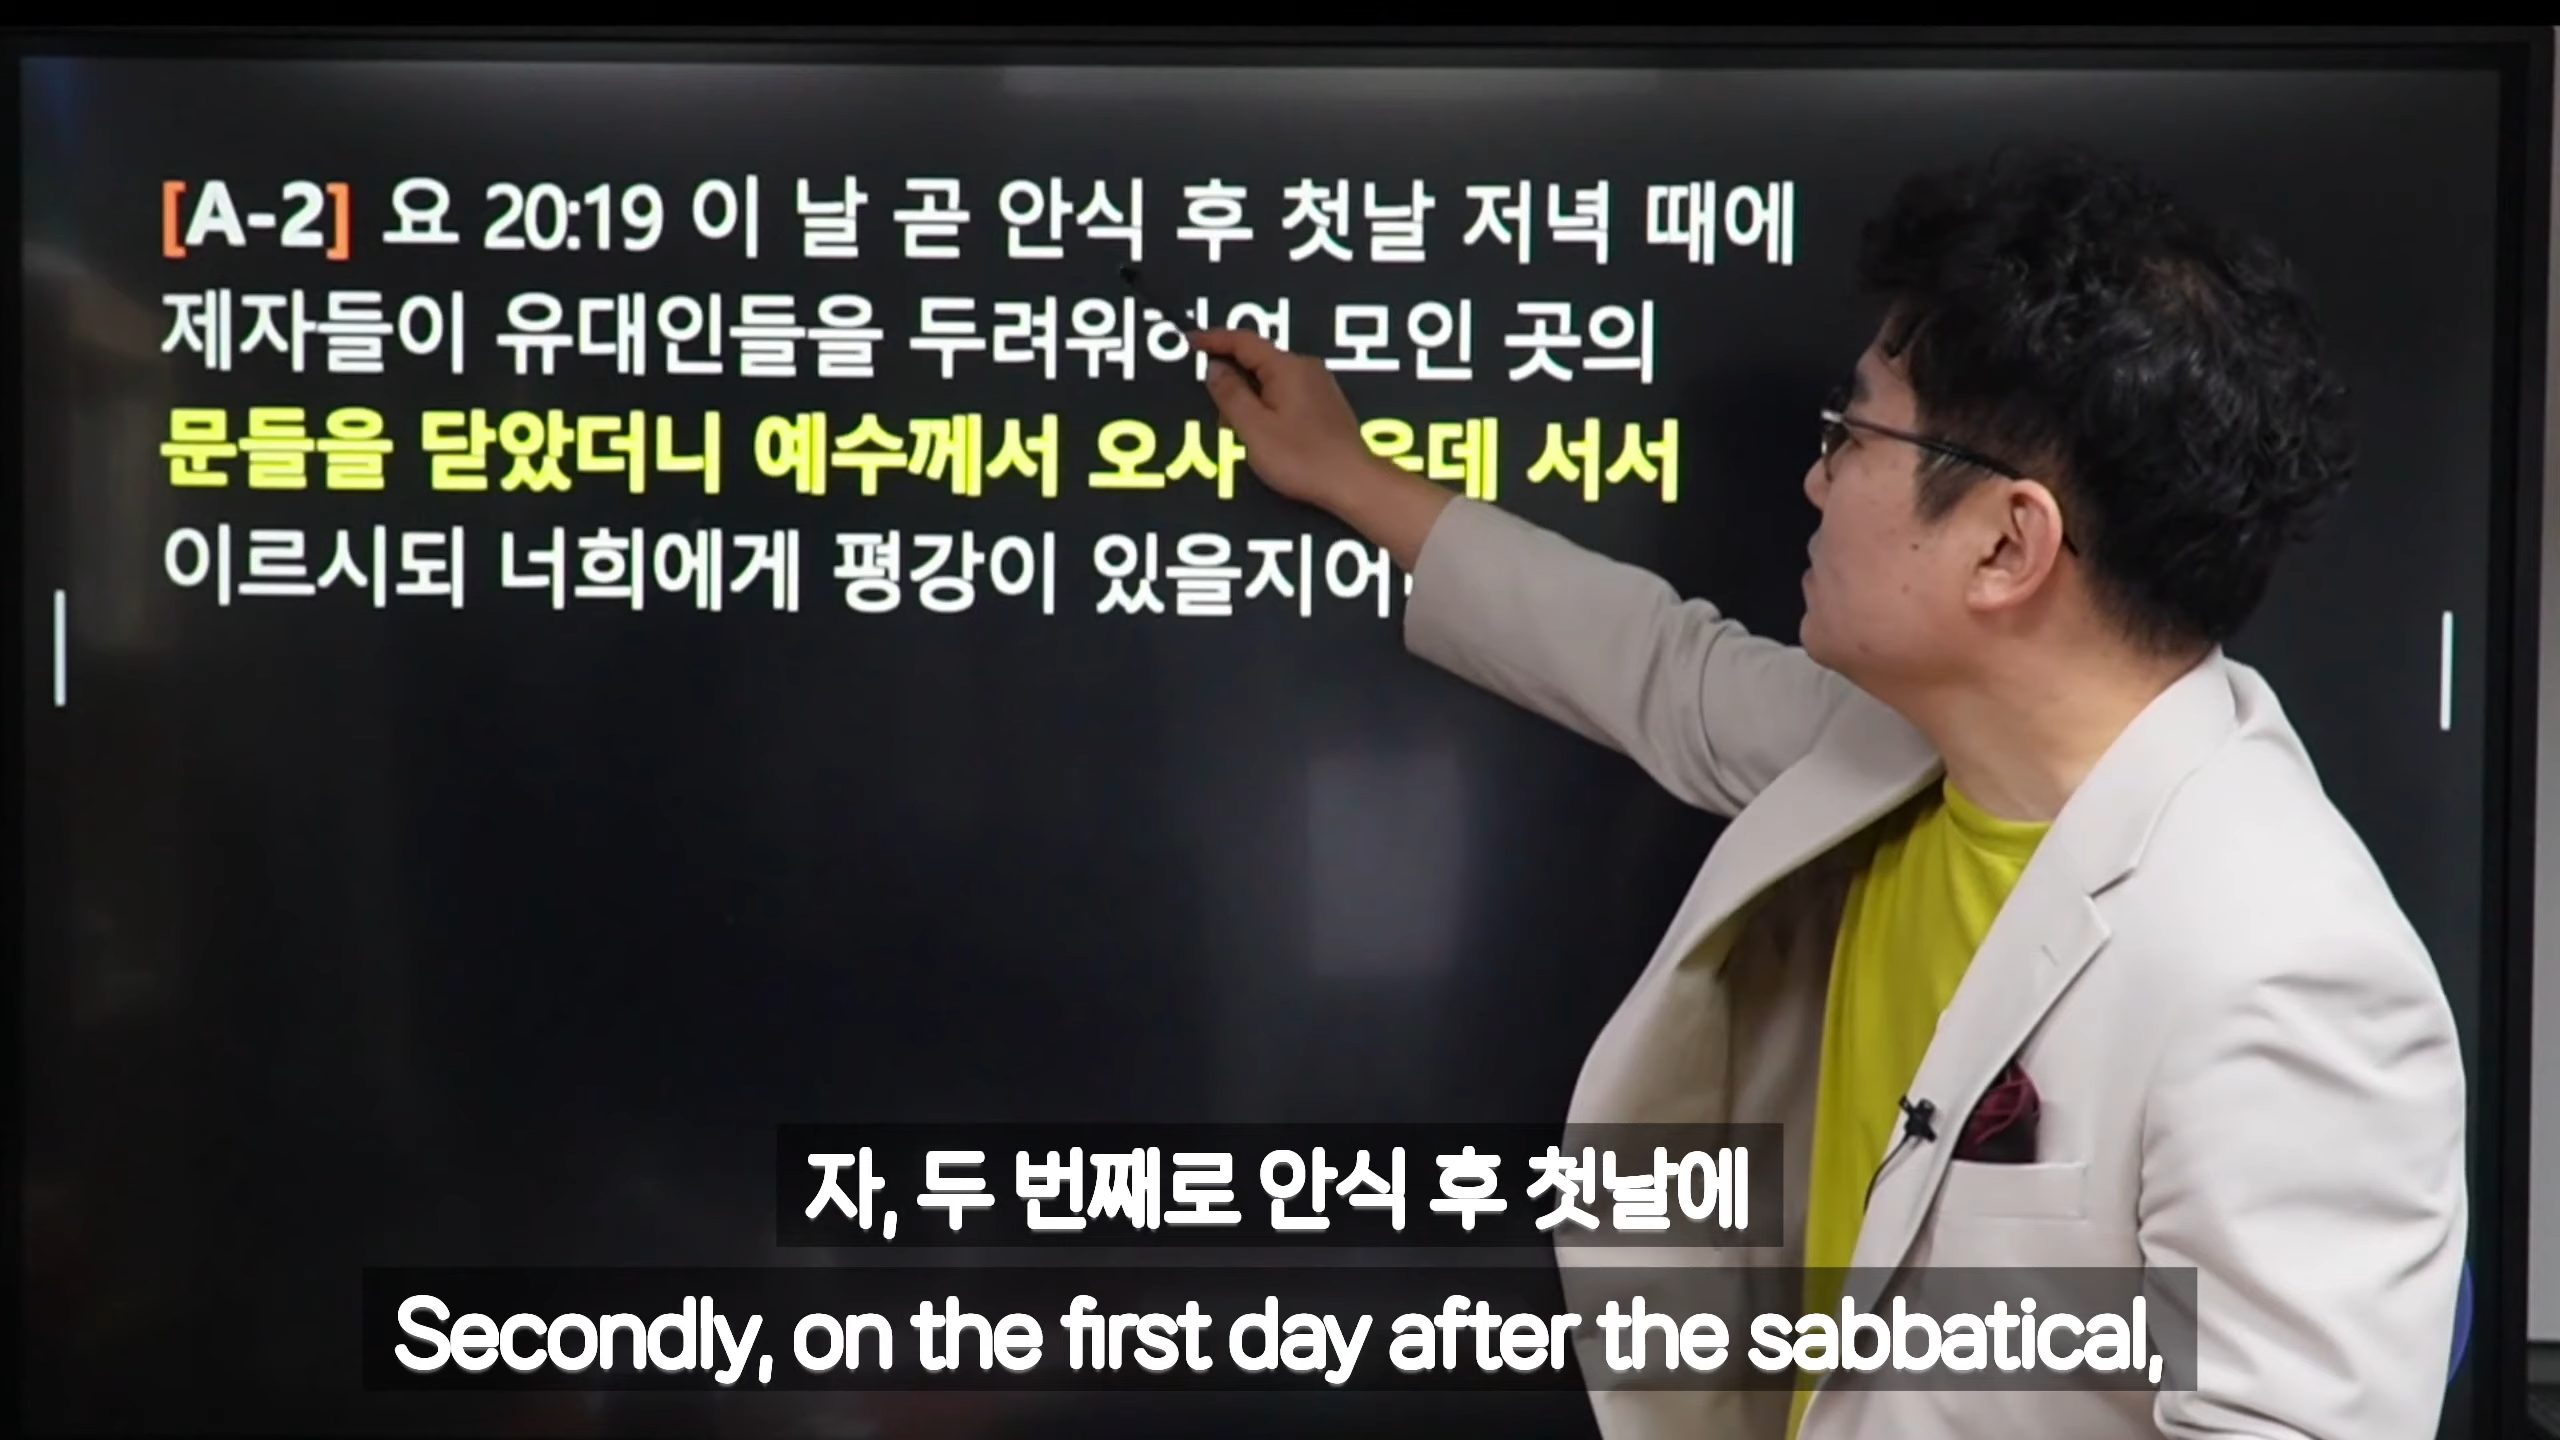 [A-2] 요 20:19 이 날 곧 안식 후 첫날 저녁 때에
제자들이 유대인들을 두려워하여 모인 곳의
문들을 닫았더니 예수께서 오사 서서
이르시되 너희에게 평강이
자, 두 번째로 안식 후 첫날에
Secondly, on the first day after the sabbatical,